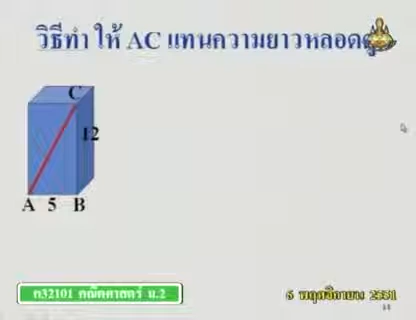 วิธีทำ ให้ AC แทนความยาวหลอดดูด
C
12
A 5 B
ค32101 คณิตศาสตร์ ม.2
6 พฤศจิกายน 2551